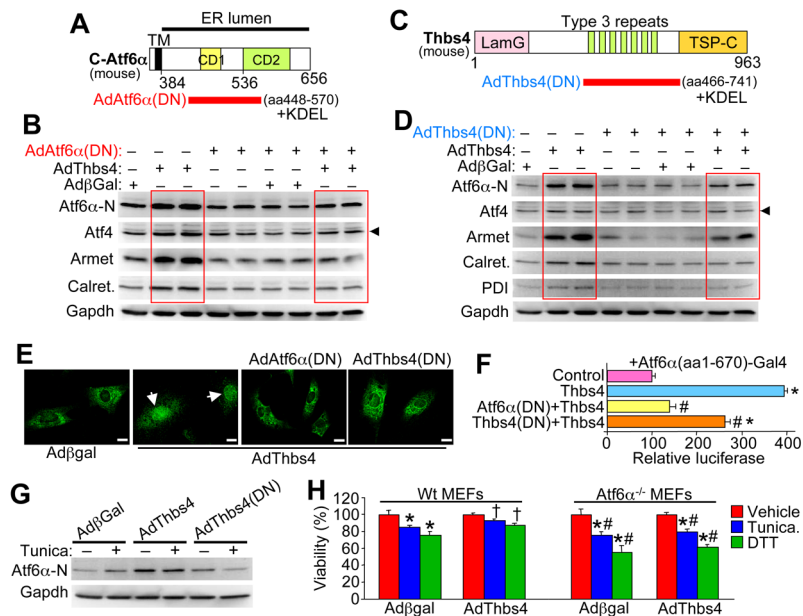 A
ER lumen
TM
C-Atf6α
(mouse)
CD1
CD2
384
536
656
AdAtf6α(DN)
(aa448-570)
+KDEL
B
AdAtf6α(DN): – – – + + + + + +
AdThbs4: – + + – – – – + +
AdβGal: + – – – – + + – –
Atf6α-N
Atf4
Armet
Calret.
Gapdh
C
Type 3 repeats
Thbs4
(mouse)
LamG
TSP-C
1
963
AdThbs4(DN)
(aa466-741)
+KDEL
D
AdThbs4(DN): – – – + + + + + +
AdThbs4: – + + – – – – + +
AdβGal: + – – – – + + – –
Atf6α-N
Atf4
Armet
Calret.
PDI
Gapdh
E
AdAtf6α(DN) AdThbs4(DN)
Adβgal
AdThbs4
F
+Atf6α(aa1-670)-Gal4
Control
Thbs4 *
Atf6α(DN)+Thbs4 #
Thbs4(DN)+Thbs4 # *
0 100 200 300 400
Relative luciferase
G
AdβGal AdThbs4 AdThbs4(DN)
Tunica.: – + – + – +
Atf6α-N
Gapdh
H
Wt MEFs
Atf6α-/- MEFs
Viability (%)
120
100
80
60
40
20
0
* * † † *# *# *# *#
Adβgal AdThbs4 Adβgal AdThbs4
Vehicle
Tunica.
DTT